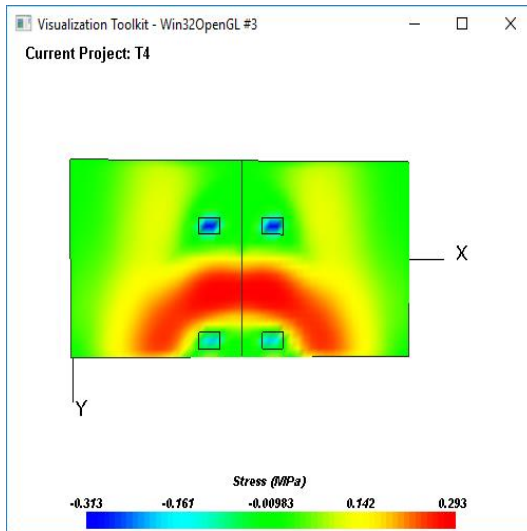 Visualization Toolkit - Win32OpenGL #3
Current Project: T4
X
Y
Stress (MPa)
-0.313 -0.161 -0.00983 0.142 0.293